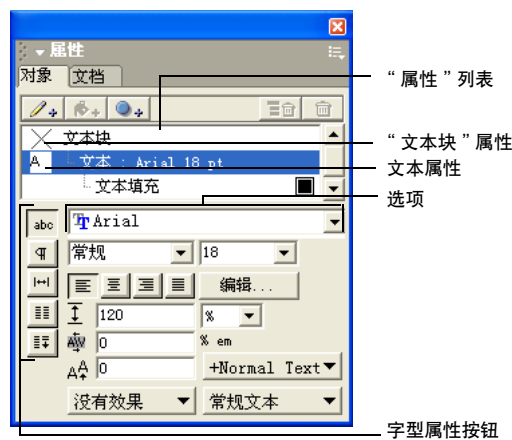 属性
对象 文档
“属性”列表
文本块
“文本块”属性
A 文本 : Arial 18 pt
文本属性
文本填充
选项
abc Arial
常规 18
编辑...
120 %
0 % em
0 +Normal Text
没有效果 常规文本
字型属性按钮